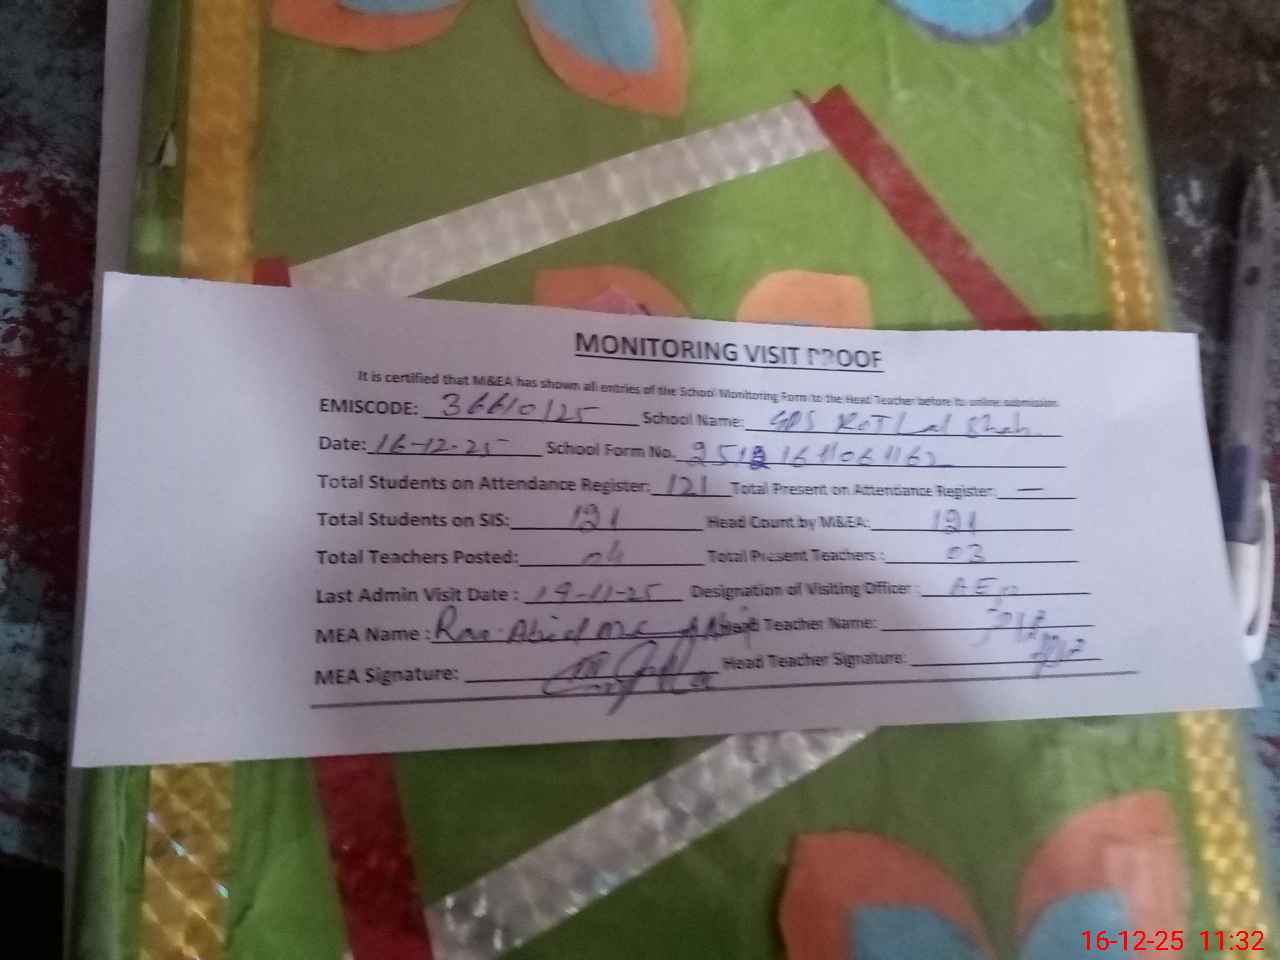 MONITORING VISIT PROOF
It is certified that M&EA has shown all entries of the School Monitoring Form to the Head Teacher before its online submission.
EMISCODE: 36610125 School Name: GPS Kot Lal Shah
Date: 16-12-25 School Form No. 25121611061162
Total Students on Attendance Register: 121 Total Present on Attendance Register: —
Total Students on SIS: 121 Head Count by M&EA: 121
Total Teachers Posted: 04 Total Present Teachers : 03
Last Admin Visit Date : 19-11-25 Designation of Visiting Officer : AEO
MEA Name : Rao Abid Head Teacher Name:
MEA Signature: Head Teacher Signature:
16-12-25 11:32